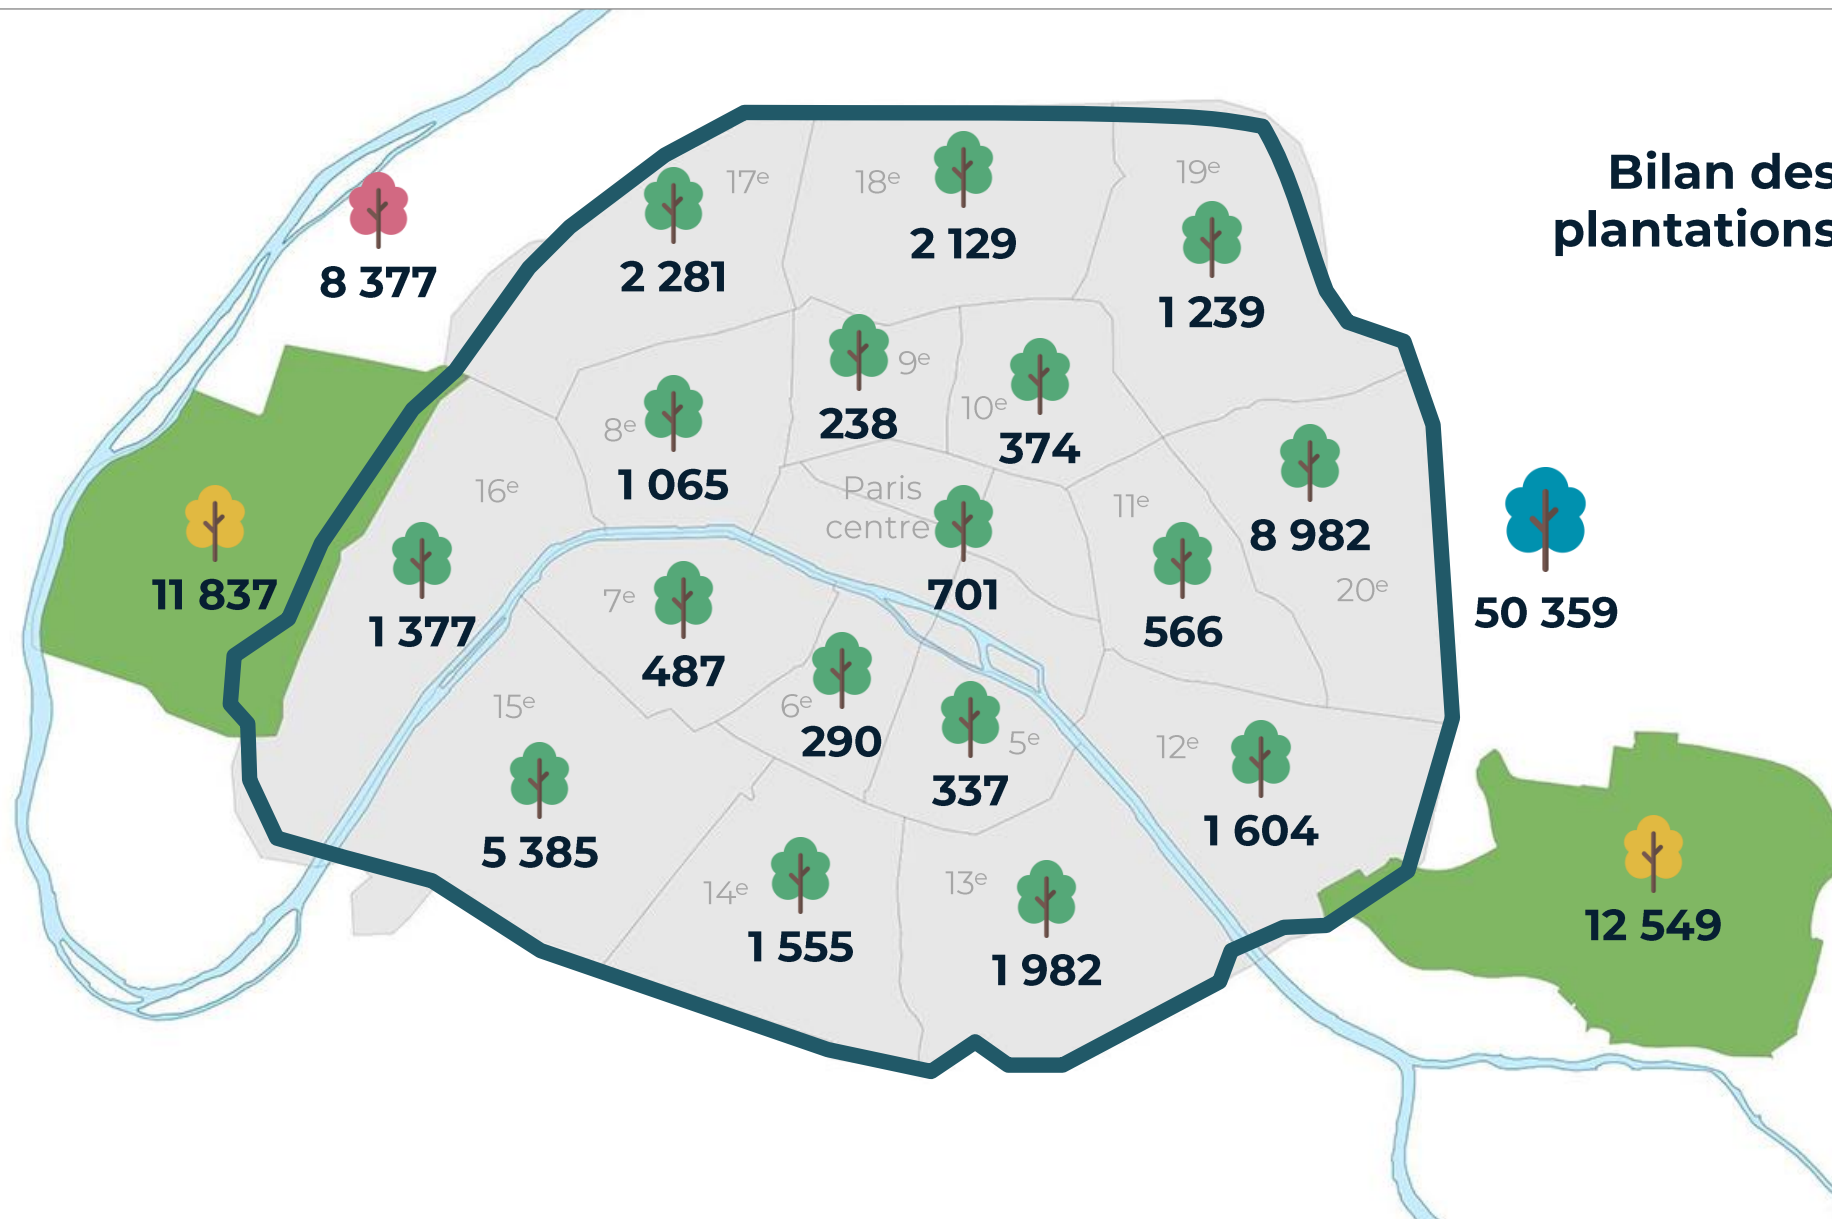 Bilan des
plantations
17e
2 281
18e
2 129
19e
1 239
8 377
9e
238
10e
374
8e
1 065
16e
1 377
11 837
Paris
centre
701
11e
566
8 982
20e
50 359
7e
487
6e
290
5e
337
15e
5 385
12e
1 604
14e
1 555
13e
1 982
12 549